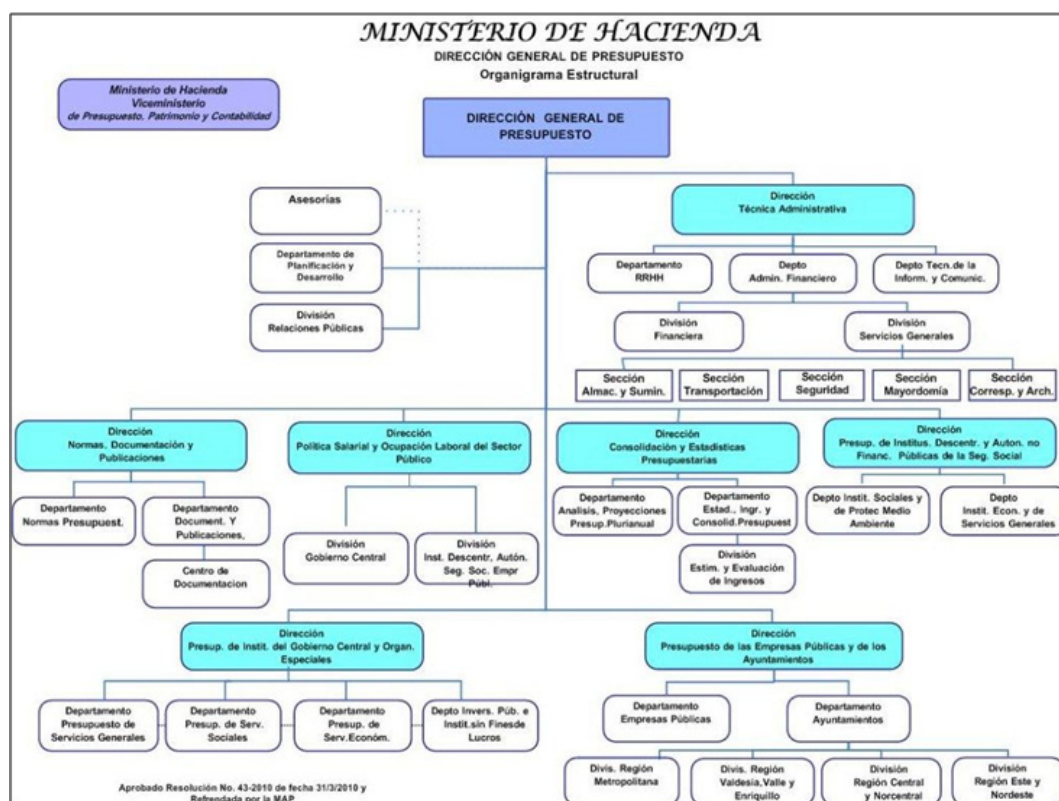 MINISTERIO DE HACIENDA
DIRECCIÓN GENERAL DE PRESUPUESTO
Organigrama Estructural
Ministerio de Hacienda
Viceministerio
de Presupuesto, Patrimonio y Contabilidad
DIRECCIÓN GENERAL DE
PRESUPUESTO
Asesorías
Departamento de
Planificación y
Desarrollo
División
Relaciones Públicas
Dirección
Técnica Administrativa
Departamento
RRHH
Depto
Admin. Financiero
Depto Tecn.de la
Inform. y Comunic.
División
Financiera
División
Servicios Generales
Sección
Almac. y Sumin.
Sección
Transportación
Sección
Seguridad
Sección
Mayordomía
Sección
Corresp. y Arch.
Dirección
Normas, Documentación y
Publicaciones
Departamento
Normas Presupuest.
Departamento
Document. Y
Publicaciones,
Centro de
Documentacion
Dirección
Política Salarial y Ocupación Laboral del Sector
Público
División
Gobierno Central
División
Inst. Descentr, Autón.
Seg. Soc. Empr
Públ.
Dirección
Consolidación y Estadísticas
Presupuestarias
Departamento
Analisis, Proyecciones
Presup.Plurianual
Departamento
Estad., Ingr. y
Consolid.Presupuest
División
Estim. y Evaluación
de Ingresos
Dirección
Presup. de Institus. Descentr. y Auton. no
Financ. Públicas de la Seg. Social
Depto Instit. Sociales y
de Protec Medio
Ambiente
Depto
Instit. Econ. y de
Servicios Generales
Dirección
Presup. de Instit. del Gobierno Central y Organ.
Especiales
Departamento
Presupuesto de
Servicios Generales
Departamento
Presup. de Serv.
Sociales
Departamento
Presup. de
Serv.Económ.
Depto Invers. Púb. e
Instit.sin Finesde
Lucros
Dirección
Presupuesto de las Empresas Públicas y de los
Ayuntamientos
Departamento
Empresas Públicas
Departamento
Ayuntamientos
Divis. Región
Metropolitana
Divis. Región
Valdesia,Valle y
Enriquillo
División
Región Central
y Norcentral
División
Región Este y
Nordeste
Aprobado Resolución No. 43-2010 de fecha 31/3/2010 y
Refrendada por la MAP